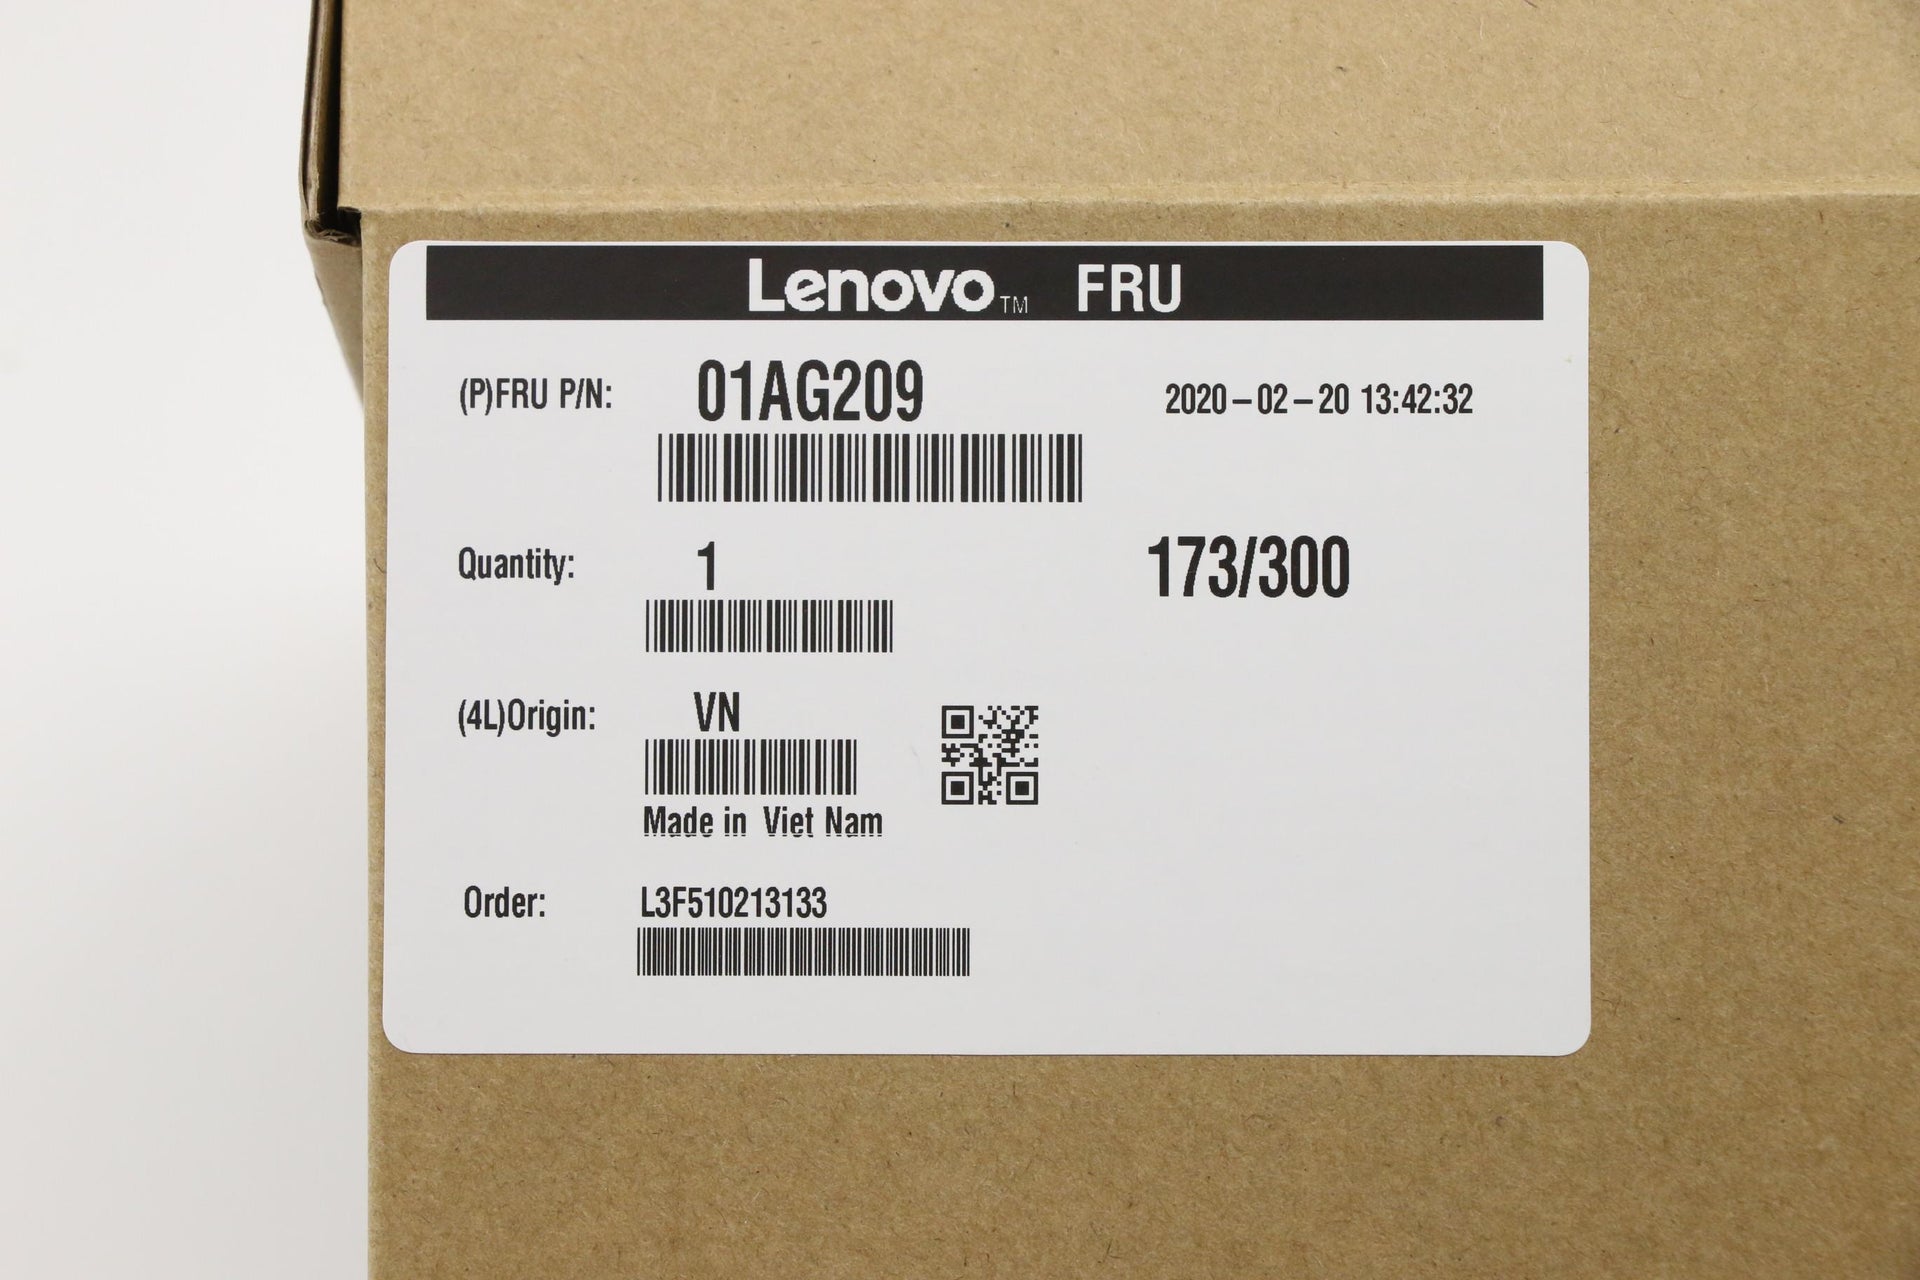 Lenovo™ FRU
(P)FRU P/N: 01AG209 2020-02-20 13:42:32
Quantity: 1 173/300
(4L)Origin: VN
Made in Viet Nam
Order: L3F510213133